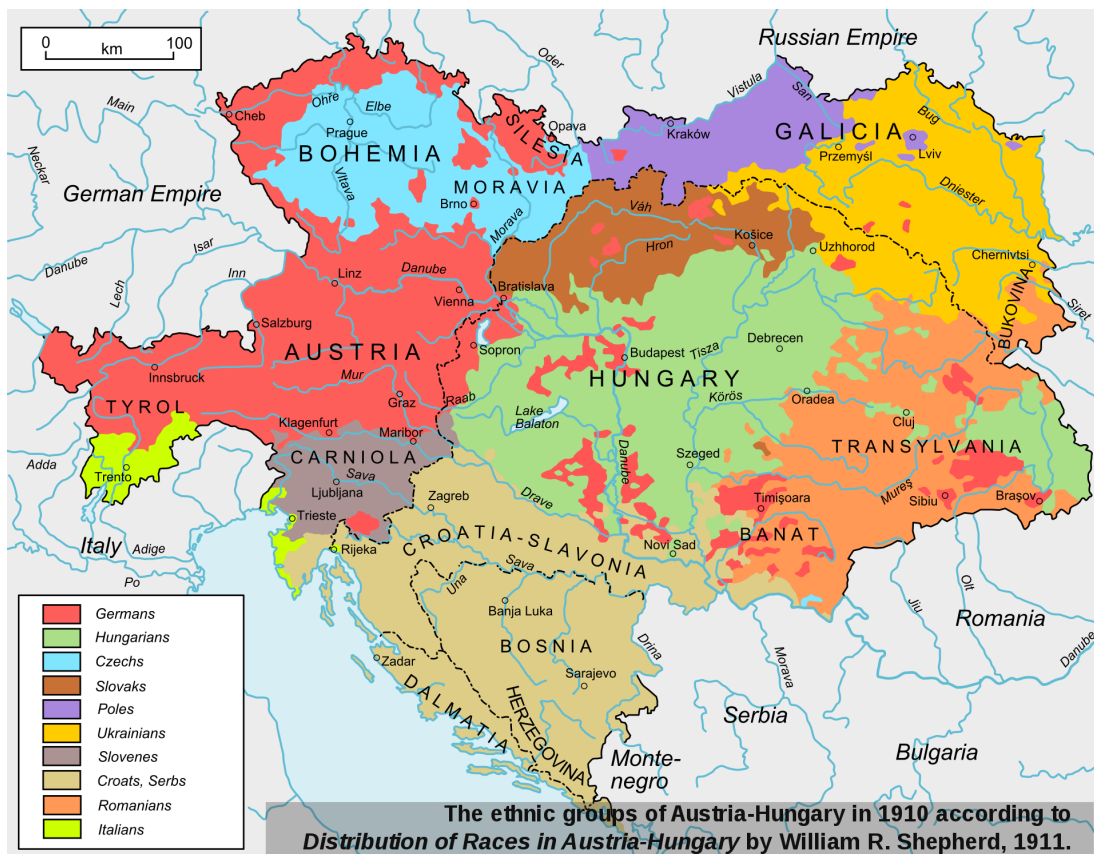 0 100
km
Russian Empire
Oder
Vistula
San
Main
Ohře
Elbe
Cheb
Prague
SILESIA
Opava
Kraków
GALICIA
Bug
BOHEMIA
Przemyśl
Lviv
Neckar
Vltava
MORAVIA
Brno
German Empire
Dniester
Morava
Váh
Hron
Košice
Uzhhorod
Chernivtsi
Isar
Danube
Inn
Lech
Linz
Danube
Vienna
Bratislava
BUKOVINA
Siret
Salzburg
AUSTRIA
Sopron
Budapest
Tisza
Debrecen
Innsbruck
Mur
HUNGARY
Körös
Oradea
TYROL
Graz
Raab
Lake
Balaton
Cluj
Klagenfurt
Maribor
TRANSYLVANIA
Adda
Trento
CARNIOLA
Sava
Ljubljana
Danube
Szeged
Mureş
Zagreb
Drave
Timişoara
Sibiu
Braşov
Trieste
Italy
Adige
Rijeka
CROATIA-SLAVONIA
Novi Sad
BANAT
Po
Una
Sava
Banja Luka
Jiu
Olt
Romania
BOSNIA
Drina
Morava
Danube
Zadar
Sarajevo
DALMATIA
HERZEGOVINA
Serbia
Bulgaria
Monte-
negro
Germans
Hungarians
Czechs
Slovaks
Poles
Ukrainians
Slovenes
Croats, Serbs
Romanians
Italians
The ethnic groups of Austria-Hungary in 1910 according to
Distribution of Races in Austria-Hungary by William R. Shepherd, 1911.